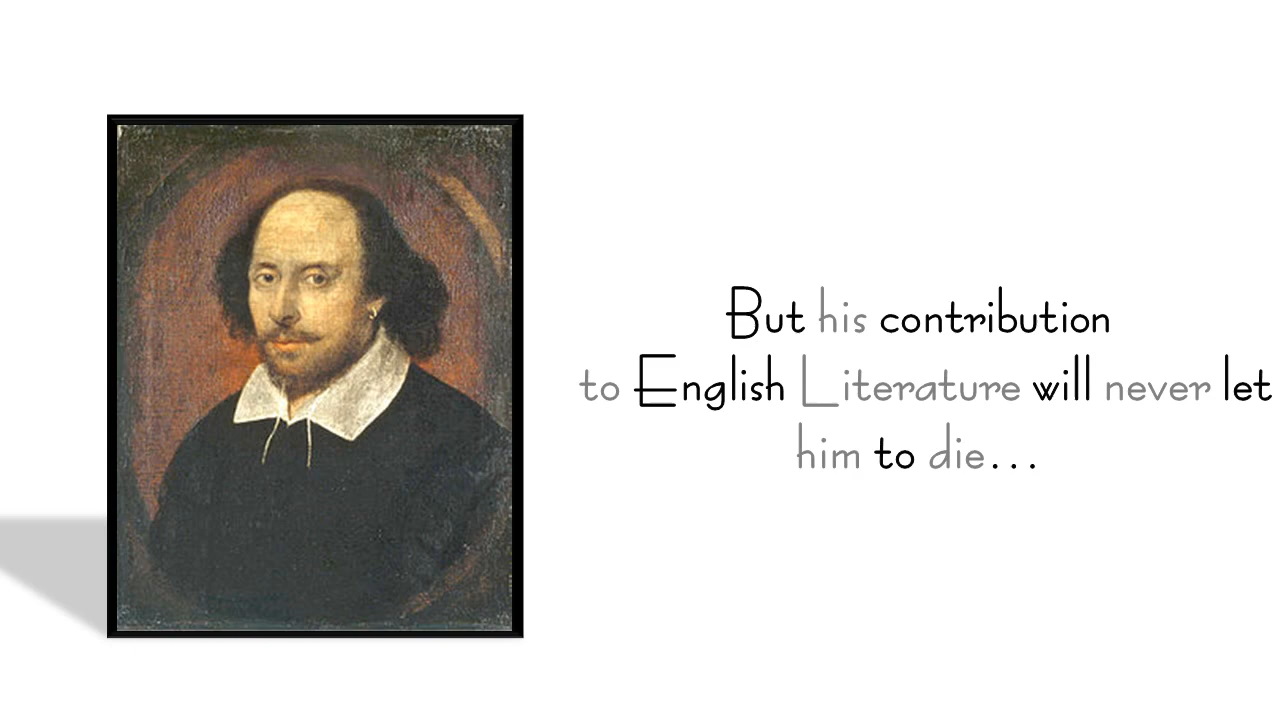 But his contribution
to English Literature will never let
him to die...